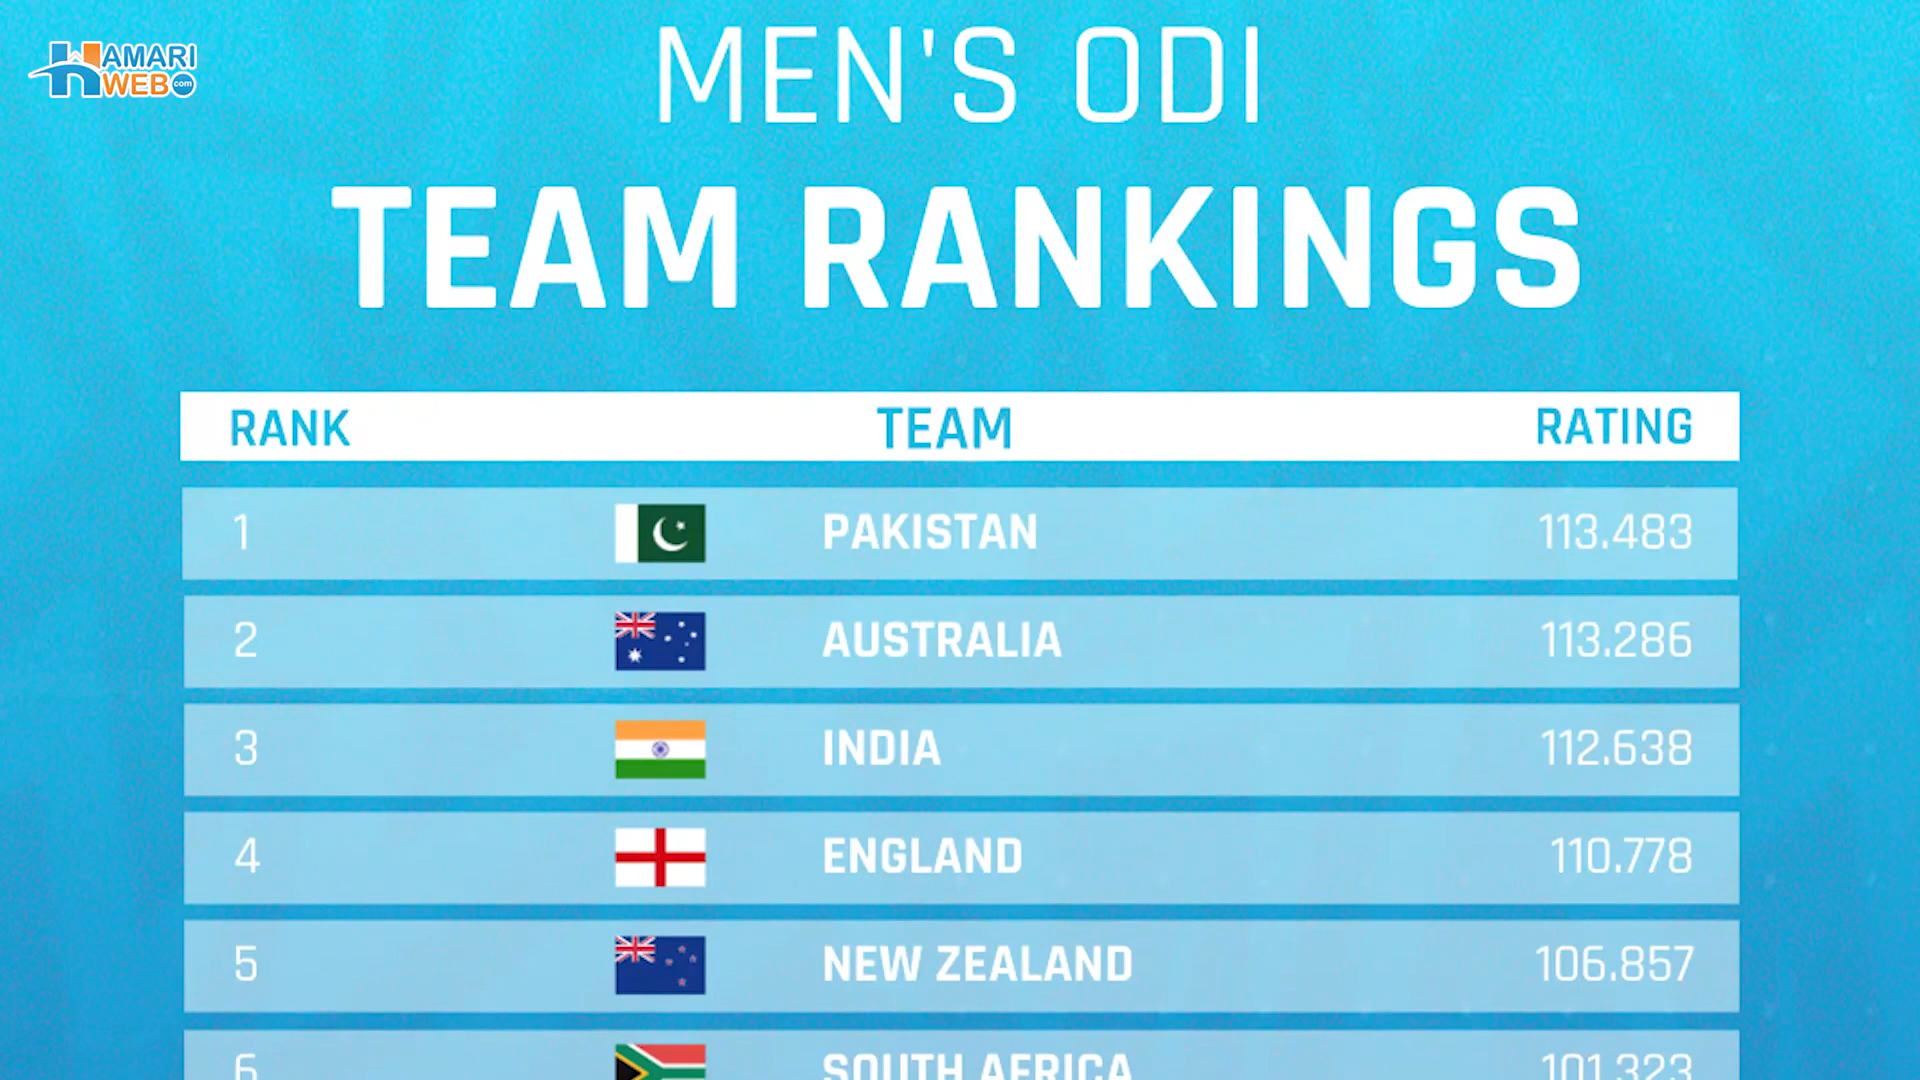 HAMARI
WEB.com
MEN'S ODI
TEAM RANKINGS
RANK TEAM RATING
1 PAKISTAN 113.483
2 AUSTRALIA 113.286
3 INDIA 112.638
4 ENGLAND 110.778
5 NEW ZEALAND 106.857
6 SOUTH AFRICA 101.323